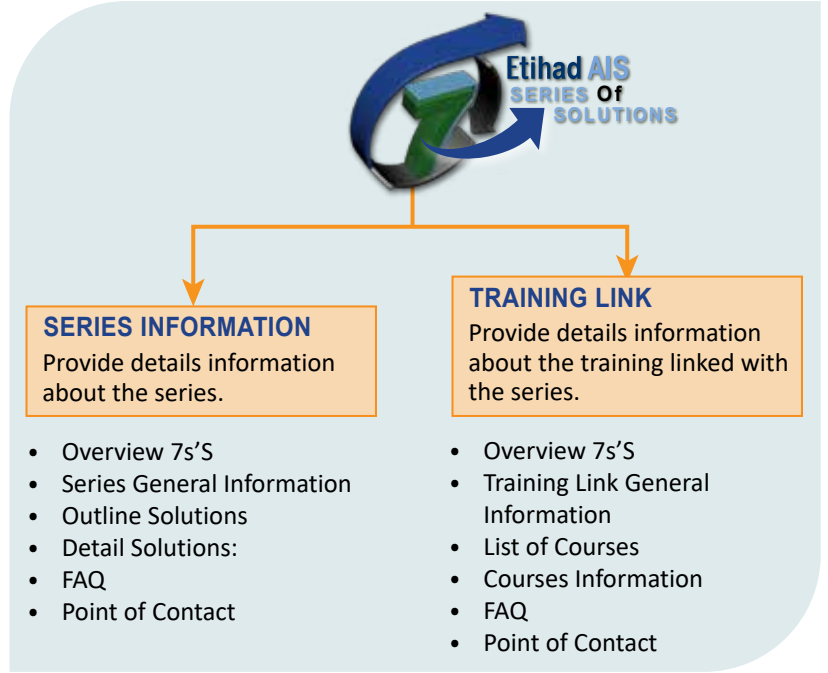 7
Etihad AIS
SERIES Of
SOLUTIONS
SERIES INFORMATION
Provide details information
about the series.
• Overview 7s’S
• Series General Information
• Outline Solutions
• Detail Solutions:
• FAQ
• Point of Contact
TRAINING LINK
Provide details information
about the training linked with
the series.
• Overview 7s’S
• Training Link General
Information
• List of Courses
• Courses Information
• FAQ
• Point of Contact